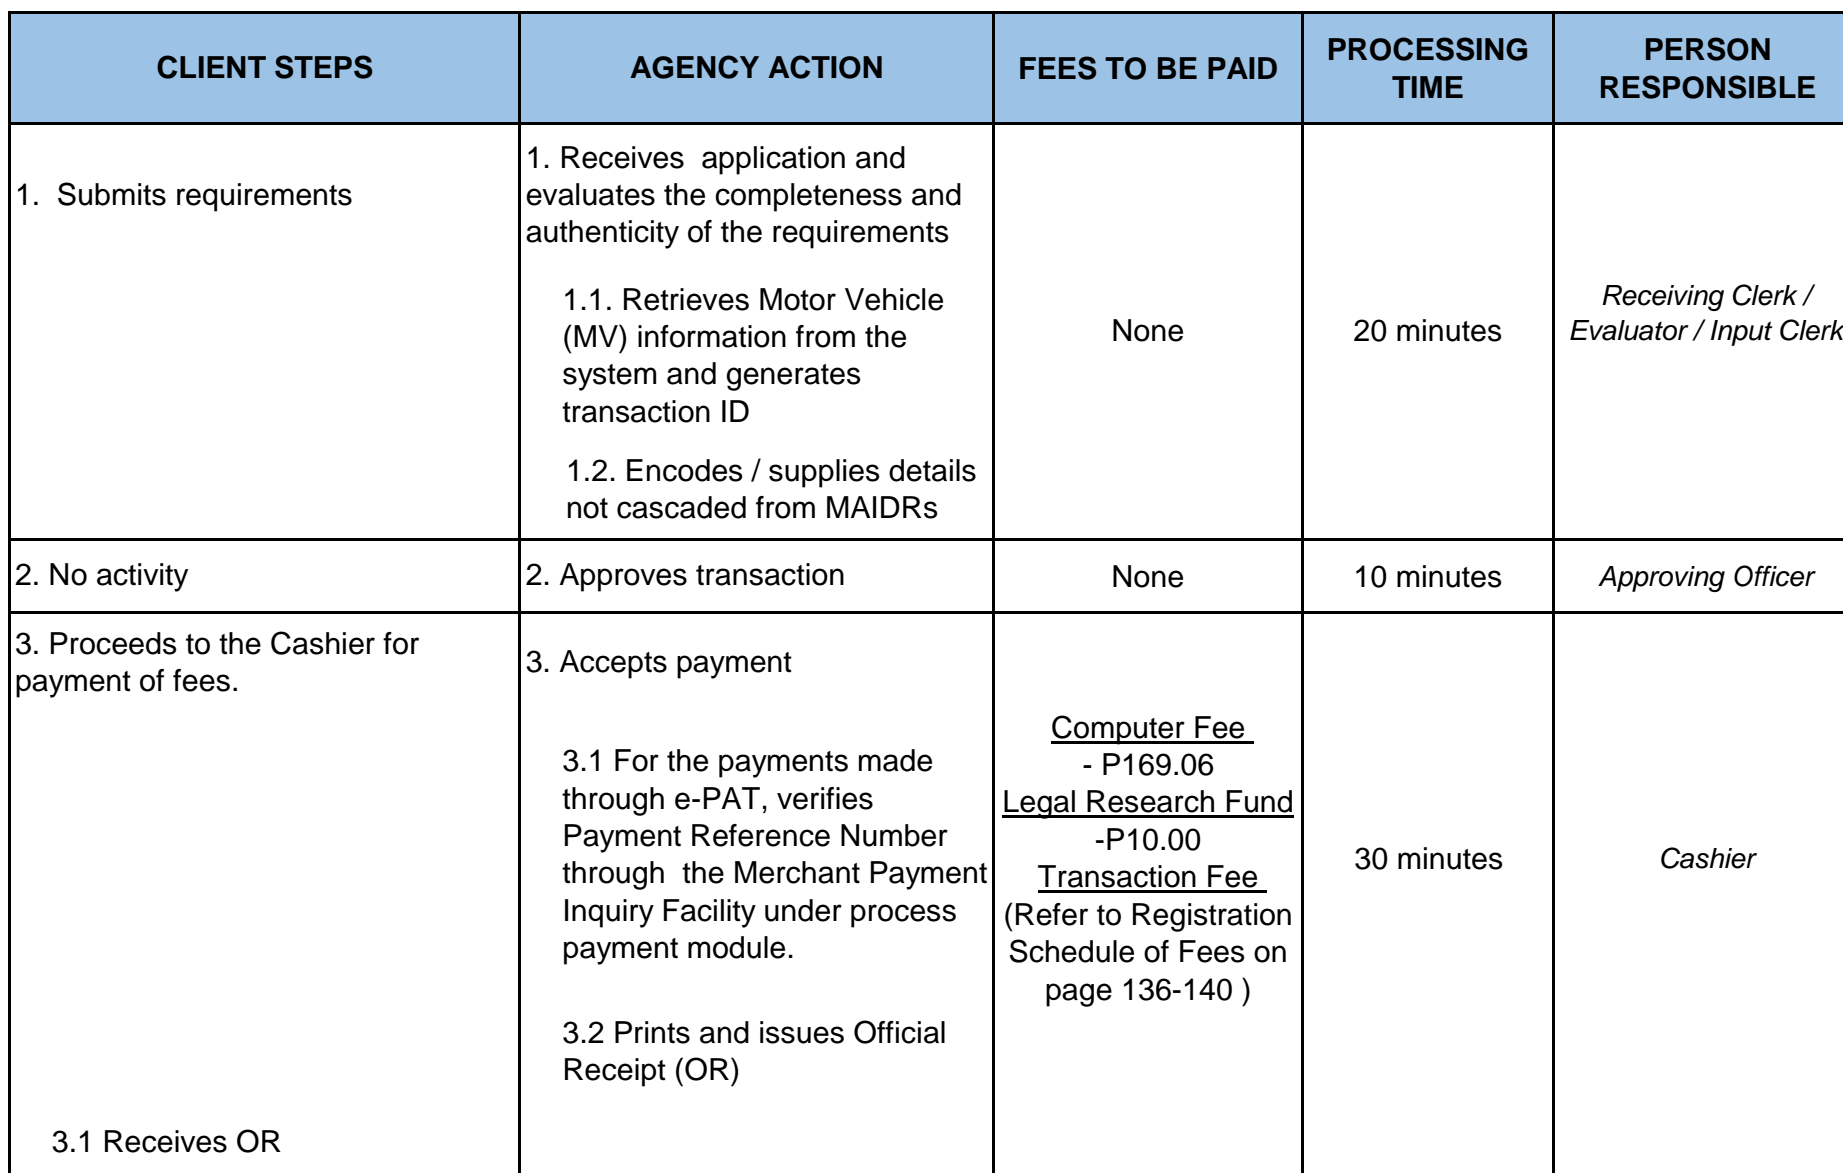 CLIENT STEPS
AGENCY ACTION
FEES TO BE PAID
PROCESSING
TIME
PERSON
RESPONSIBLE
1.  Submits requirements
1. Receives  application and
evaluates the completeness and
authenticity of the requirements
1.1. Retrieves Motor Vehicle
(MV) information from the
system and generates
transaction ID
1.2. Encodes / supplies details
not cascaded from MAIDRs
None
20 minutes
Receiving Clerk /
Evaluator / Input Clerk
2. No activity
2. Approves transaction
None
10 minutes
Approving Officer
3. Proceeds to the Cashier for
payment of fees.
3.1 Receives OR
3. Accepts payment
3.1 For the payments made
through e-PAT, verifies
Payment Reference Number
through  the Merchant Payment
Inquiry Facility under process
payment module.
3.2 Prints and issues Official
Receipt (OR)
Computer Fee
- P169.06
Legal Research Fund
-P10.00
Transaction Fee
(Refer to Registration
Schedule of Fees on
page 136-140 )
30 minutes
Cashier